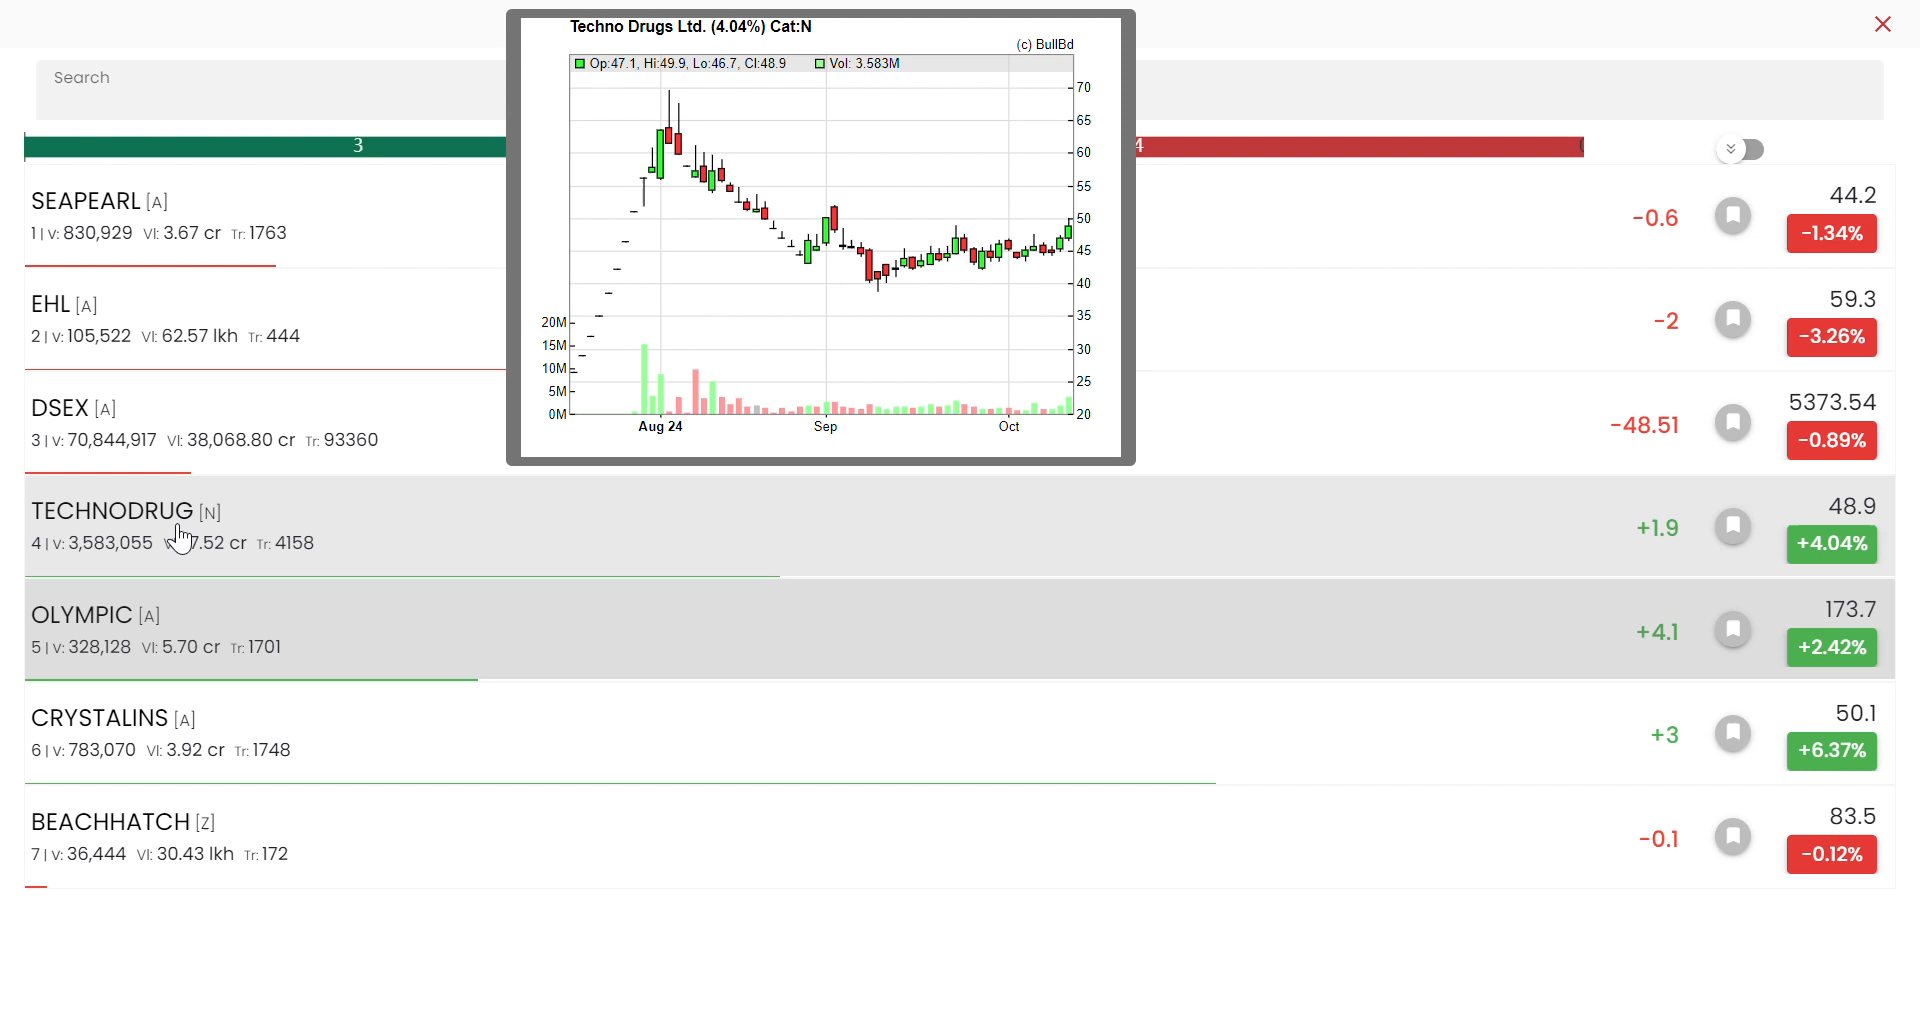 Techno Drugs Ltd. (4.04%) Cat:N
(c) BullBd
Op:47.1, Hi:49.9, Lo:46.7, Cl:48.9 Vol: 3.583M
70
65
60
55
50
45
40
35
30
25
20
20M
15M
10M
5M
0M
Aug 24 Sep Oct
Search
3 4
SEAPEARL [A]
1 | V: 830,929 Vl: 3.67 cr Tr: 1763
-0.6
44.2
-1.34%
EHL [A]
2 | V: 105,522 Vl: 62.57 lkh Tr: 444
-2
59.3
-3.26%
DSEX [A]
3 | V: 70,844,917 Vl: 38,068.80 cr Tr: 93360
-48.51
5373.54
-0.89%
TECHNODRUG [N]
4 | V: 3,583,055 7.52 cr Tr: 4158
+1.9
48.9
+4.04%
OLYMPIC [A]
5 | V: 328,128 Vl: 5.70 cr Tr: 1701
+4.1
173.7
+2.42%
CRYSTALINS [A]
6 | V: 783,070 Vl: 3.92 cr Tr: 1748
+3
50.1
+6.37%
BEACHHATCH [Z]
7 | V: 36,444 Vl: 30.43 lkh Tr: 172
-0.1
83.5
-0.12%